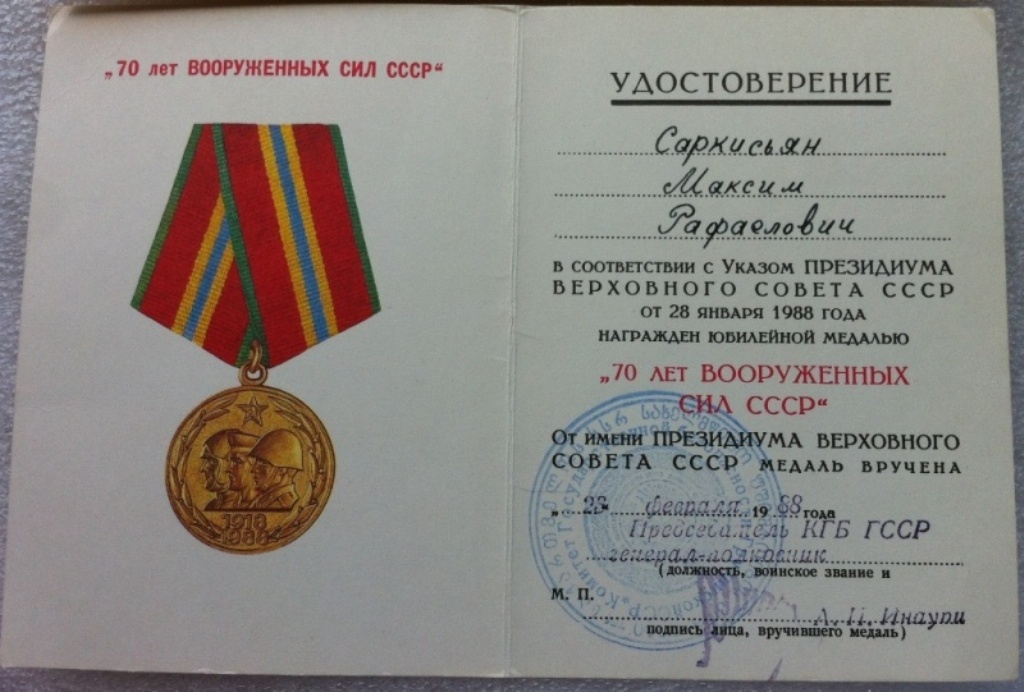 „70 лет ВООРУЖЕННЫХ СИЛ СССР“
1918
1988
УДОСТОВЕРЕНИЕ
Саркисьян
Максим
Рафаелович
В СООТВЕТСТВИИ С УКАЗОМ ПРЕЗИДИУМА
ВЕРХОВНОГО СОВЕТА СССР
ОТ 28 ЯНВАРЯ 1988 ГОДА
НАГРАЖДЕН ЮБИЛЕЙНОЙ МЕДАЛЬЮ
„70 ЛЕТ ВООРУЖЕННЫХ
СИЛ СССР“
ОТ ИМЕНИ ПРЕЗИДИУМА ВЕРХОВНОГО
СОВЕТА СССР МЕДАЛЬ ВРУЧЕНА
„ 23 февраля 1988 года
Председатель КГБ ГССР
генерал-полковник
(должность, воинское звание и
М. П.
А. Н. Инаури
подпись лица, вручившего медаль)